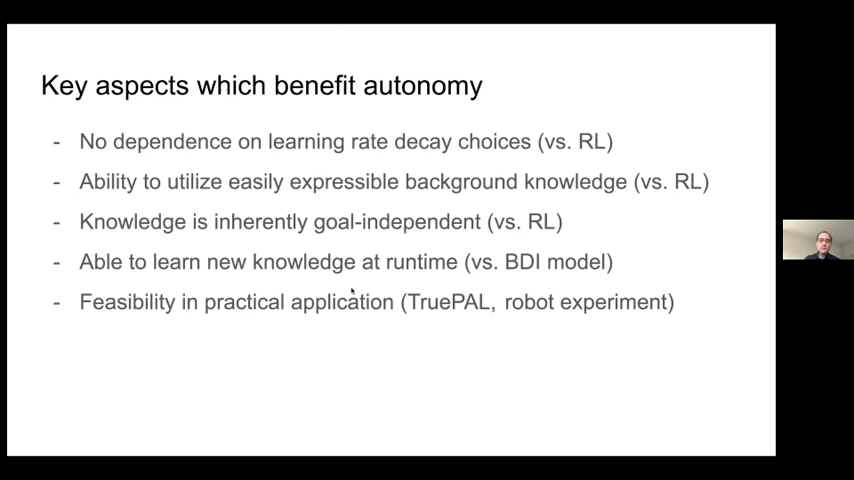 Key aspects which benefit autonomy
- No dependence on learning rate decay choices (vs. RL)
- Ability to utilize easily expressible background knowledge (vs. RL)
- Knowledge is inherently goal-independent (vs. RL)
- Able to learn new knowledge at runtime (vs. BDI model)
- Feasibility in practical application (TruePAL, robot experiment)